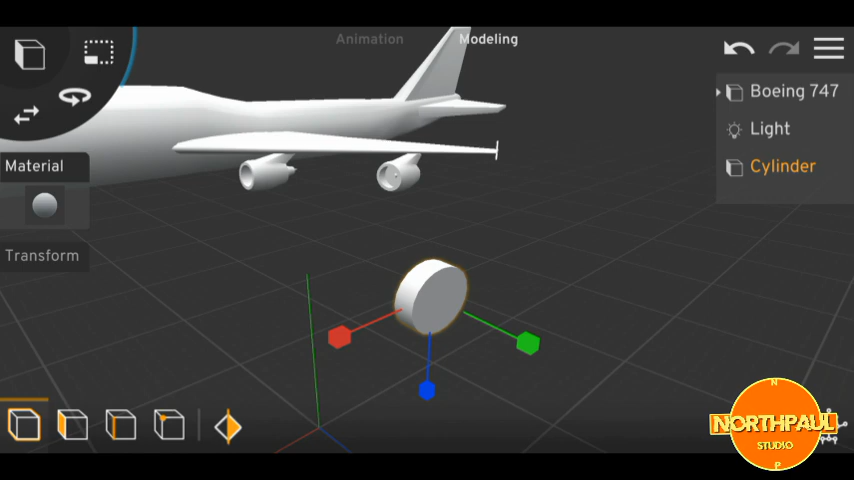 Animation
Modeling
Boeing 747
Light
Cylinder
Material
Transform
N
NORTHPAUL
STUDIO
P